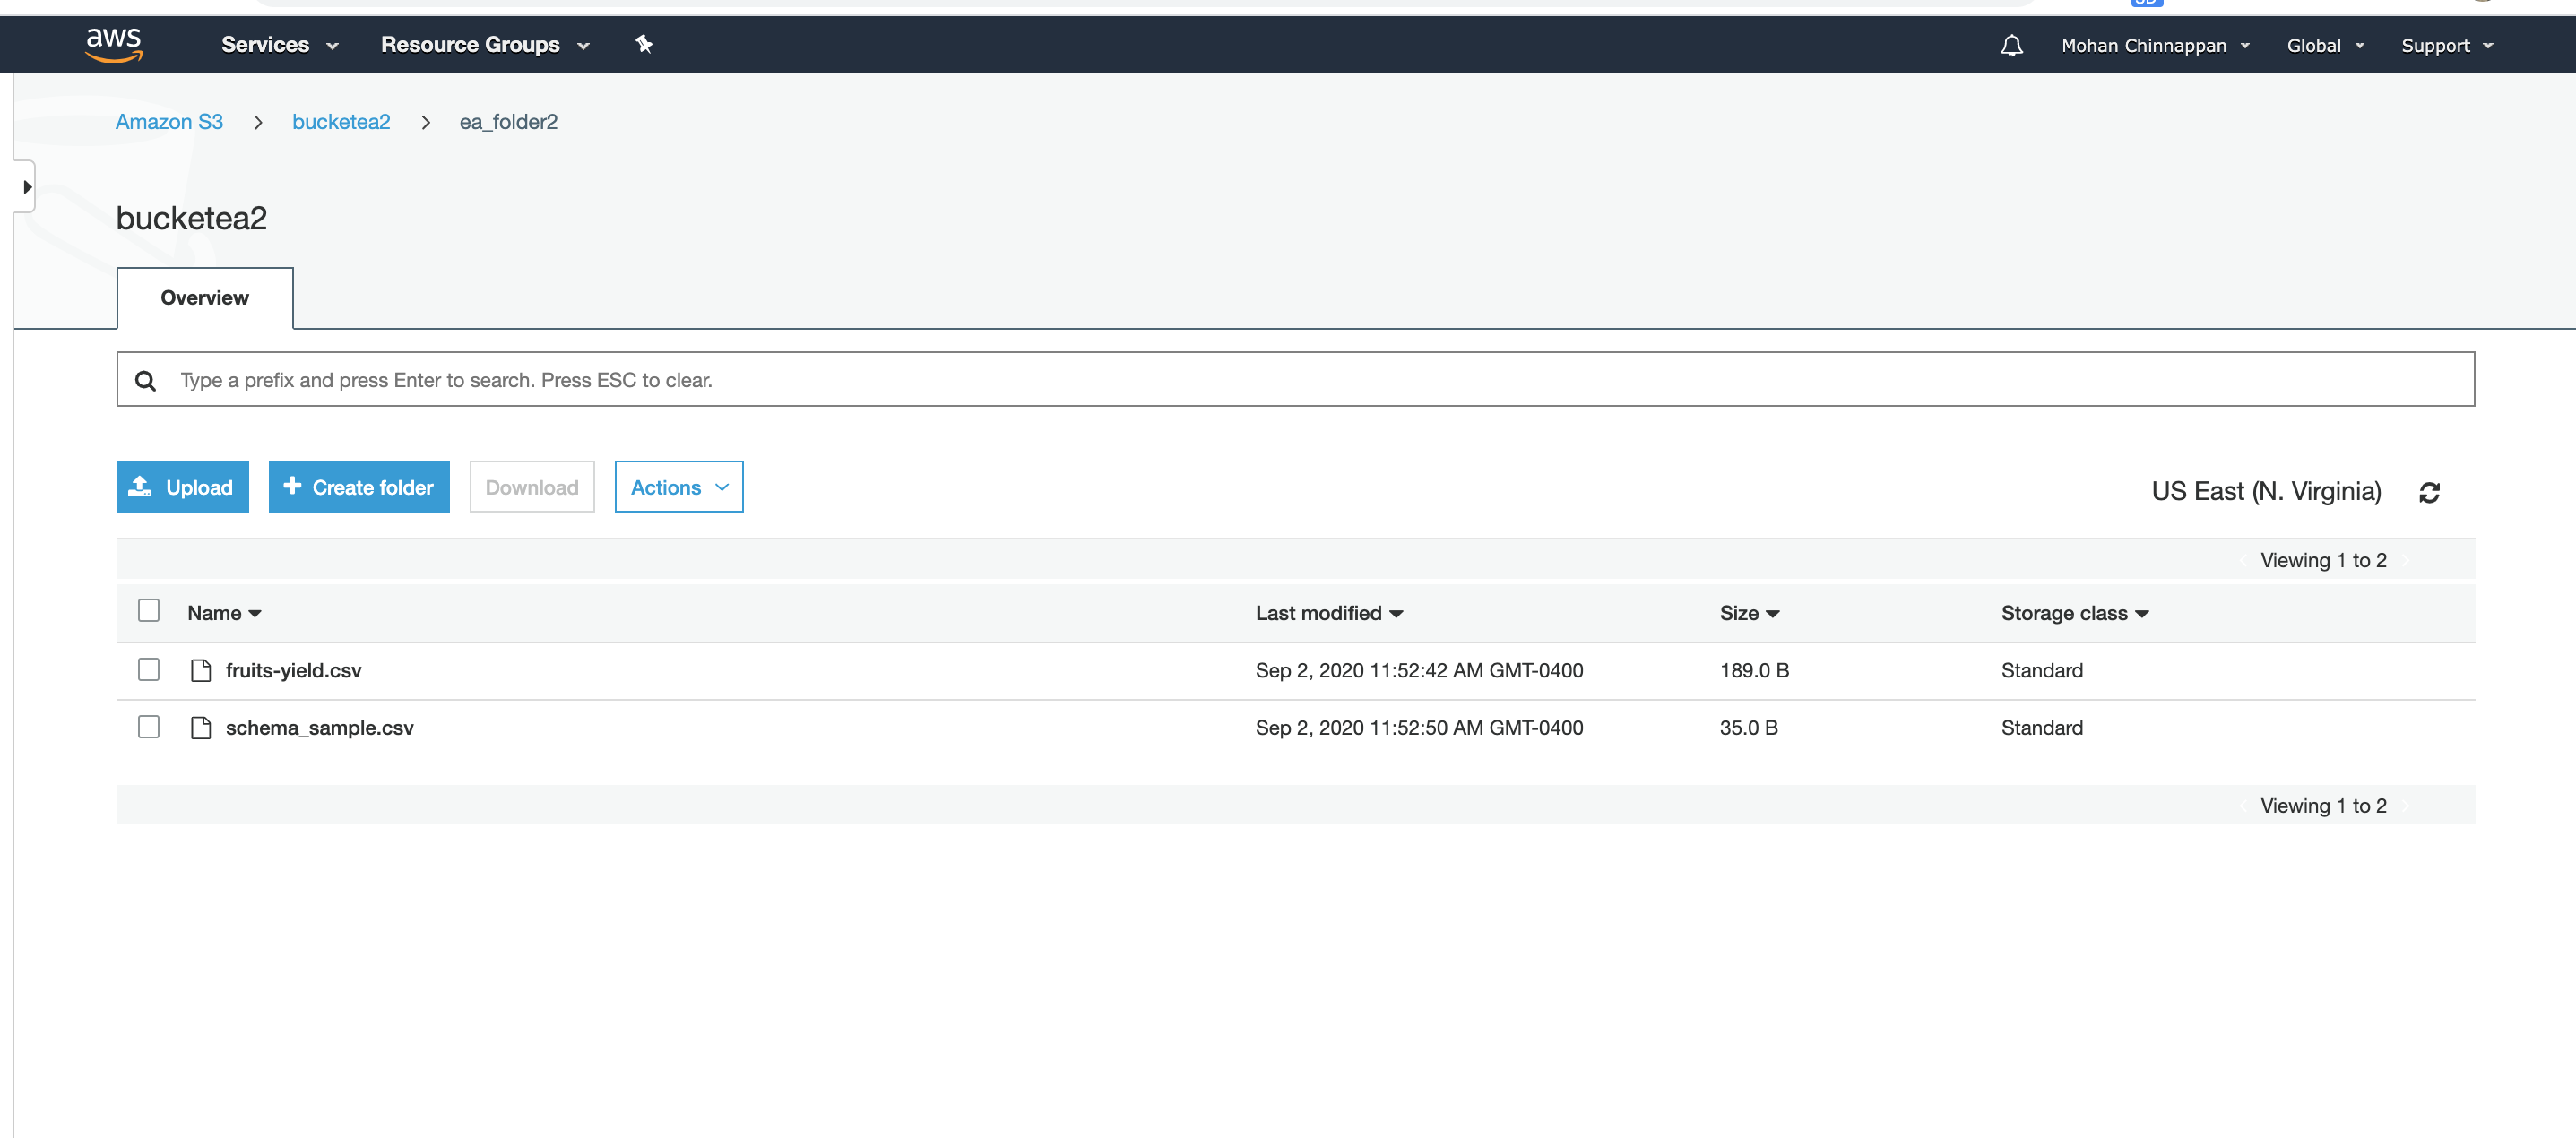 aws Services Resource Groups Mohan Chinnappan Global Support
Amazon S3 > bucketea2 > ea_folder2
bucketea2
Overview
Type a prefix and press Enter to search. Press ESC to clear.
Upload + Create folder Download Actions US East (N. Virginia)
Viewing 1 to 2
Name Last modified Size Storage class
fruits-yield.csv Sep 2, 2020 11:52:42 AM GMT-0400 189.0 B Standard
schema_sample.csv Sep 2, 2020 11:52:50 AM GMT-0400 35.0 B Standard
Viewing 1 to 2